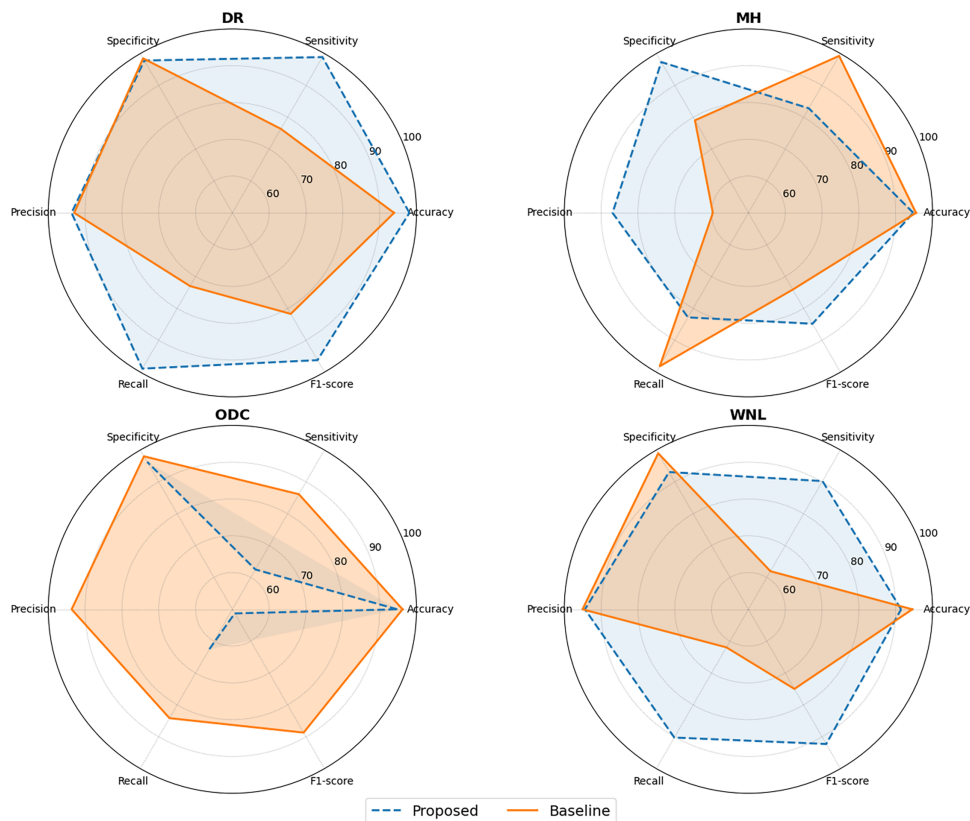 DR
Specificity
Sensitivity
100
90
80
70
60
Precision
Accuracy
Recall
F1-score
MH
Specificity
Sensitivity
100
90
80
70
60
Precision
Accuracy
Recall
F1-score
ODC
Specificity
Sensitivity
100
90
80
70
60
Precision
Accuracy
Recall
F1-score
WNL
Specificity
Sensitivity
100
90
80
70
60
Precision
Accuracy
Recall
F1-score
Proposed
Baseline